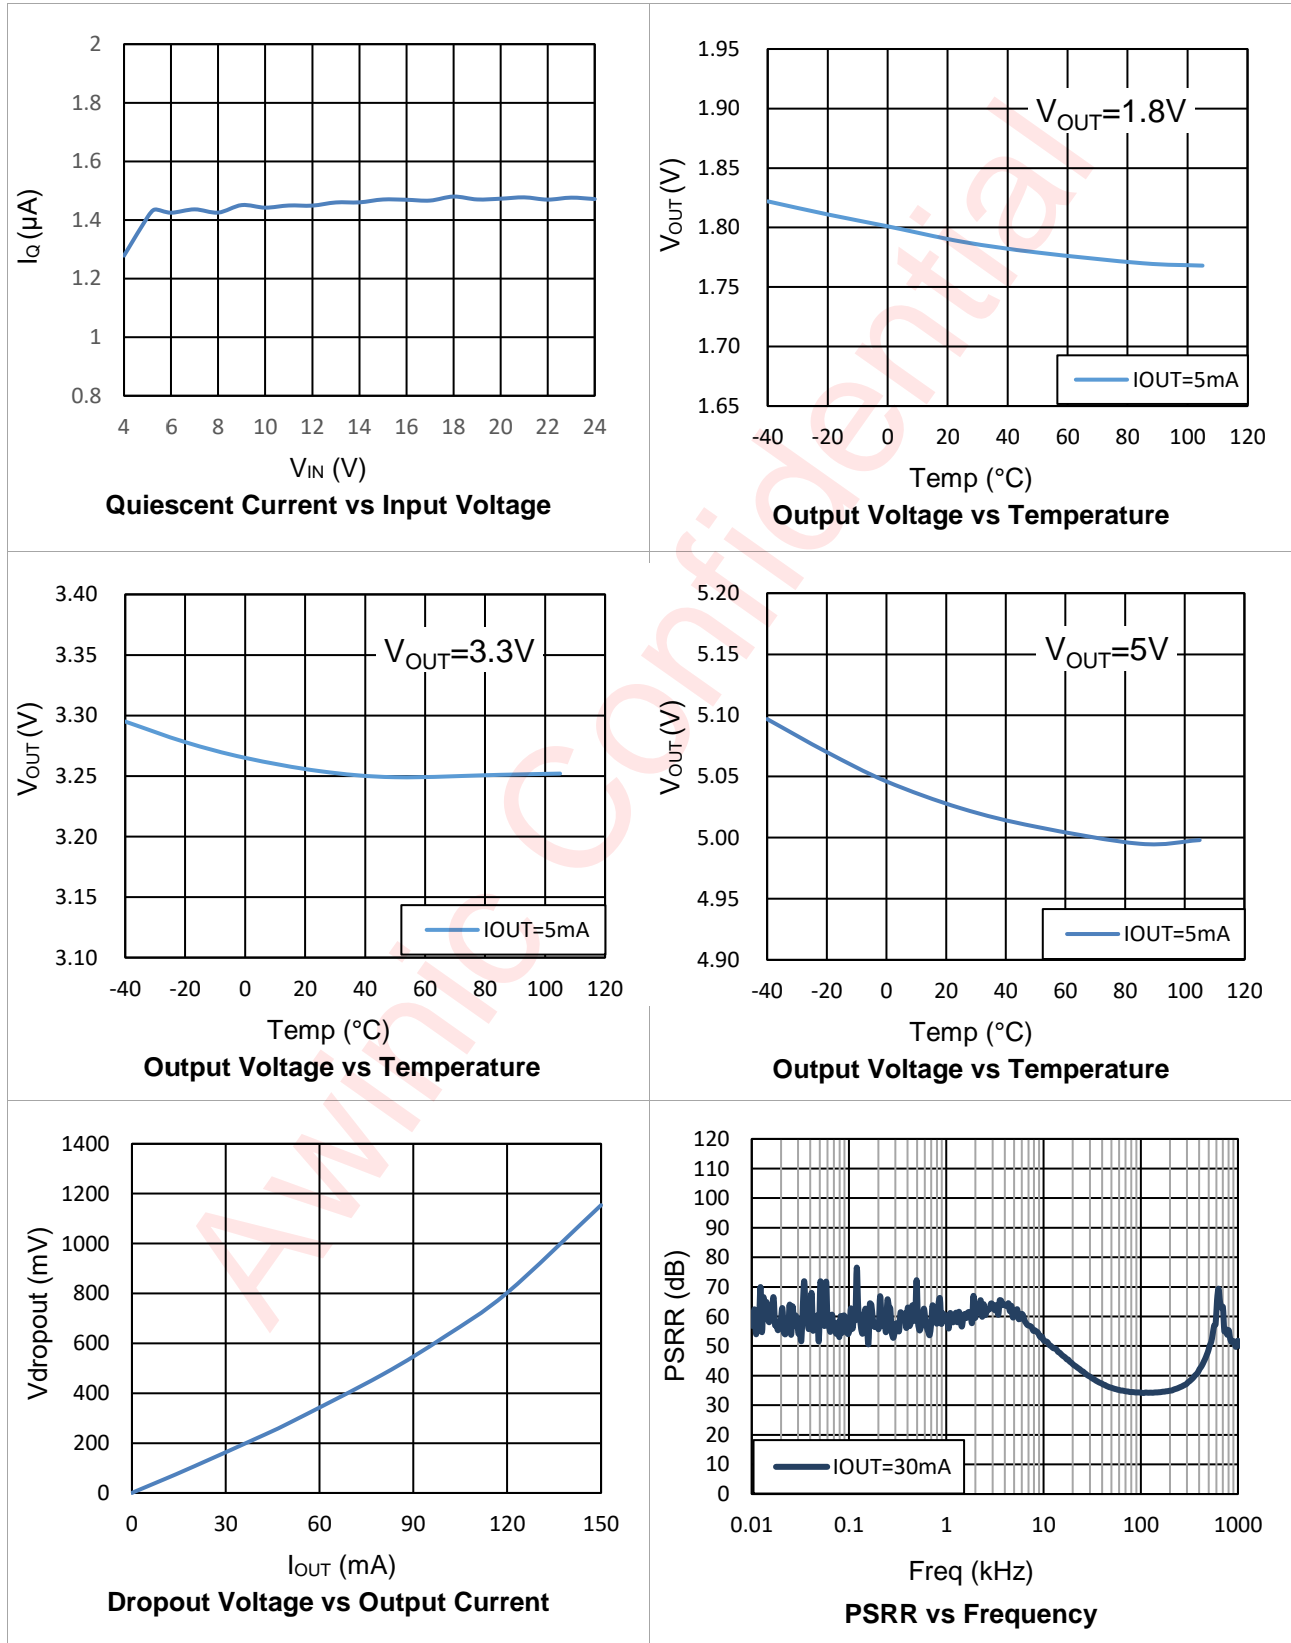 2
1.8
1.6
1.4
1.2
1
0.8
I_Q (µA)
4 6 8 10 12 14 16 18 20 22 24
V_IN (V)
Quiescent Current vs Input Voltage
1.95
1.90
1.85
1.80
1.75
1.70
1.65
V_OUT (V)
V_OUT=1.8V
IOUT=5mA
-40 -20 0 20 40 60 80 100 120
Temp (°C)
Output Voltage vs Temperature
3.40
3.35
3.30
3.25
3.20
3.15
3.10
V_OUT (V)
V_OUT=3.3V
IOUT=5mA
-40 -20 0 20 40 60 80 100 120
Temp (°C)
Output Voltage vs Temperature
5.20
5.15
5.10
5.05
5.00
4.95
4.90
V_OUT (V)
V_OUT=5V
IOUT=5mA
-40 -20 0 20 40 60 80 100 120
Temp (°C)
Output Voltage vs Temperature
1400
1200
1000
800
600
400
200
0
Vdropout (mV)
0 30 60 90 120 150
I_OUT (mA)
Dropout Voltage vs Output Current
120
110
100
90
80
70
60
50
40
30
20
10
0
PSRR (dB)
IOUT=30mA
0.01 0.1 1 10 100 1000
Freq (kHz)
PSRR vs Frequency
Awinic Confidential